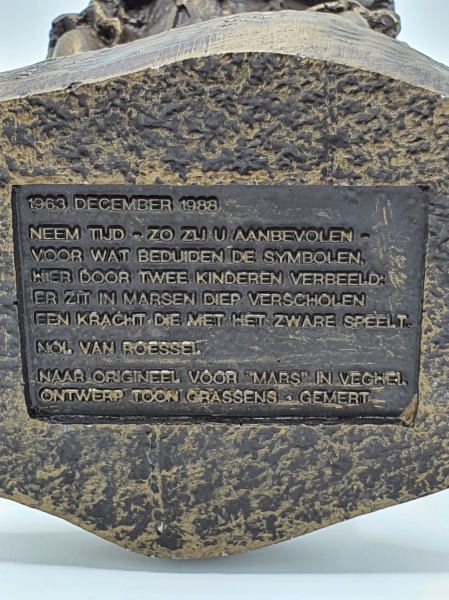 1963 DECEMBER 1988
NEEM TIJD - ZO ZIJ U AANBEVOLEN -
VOOR WAT BEDUIDEN DE SYMBOLEN,
HIER DOOR TWEE KINDEREN VERBEELD:
ER ZIT IN MARSEN DIEP VERSCHOLEN
EEN KRACHT DIE MET HET ZWARE SPEELT.
NOL VAN ROESSEL
NAAR ORIGINEEL VOOR "MARS" IN VEGHEL
ONTWERP TOON GRASSENS - GEMERT